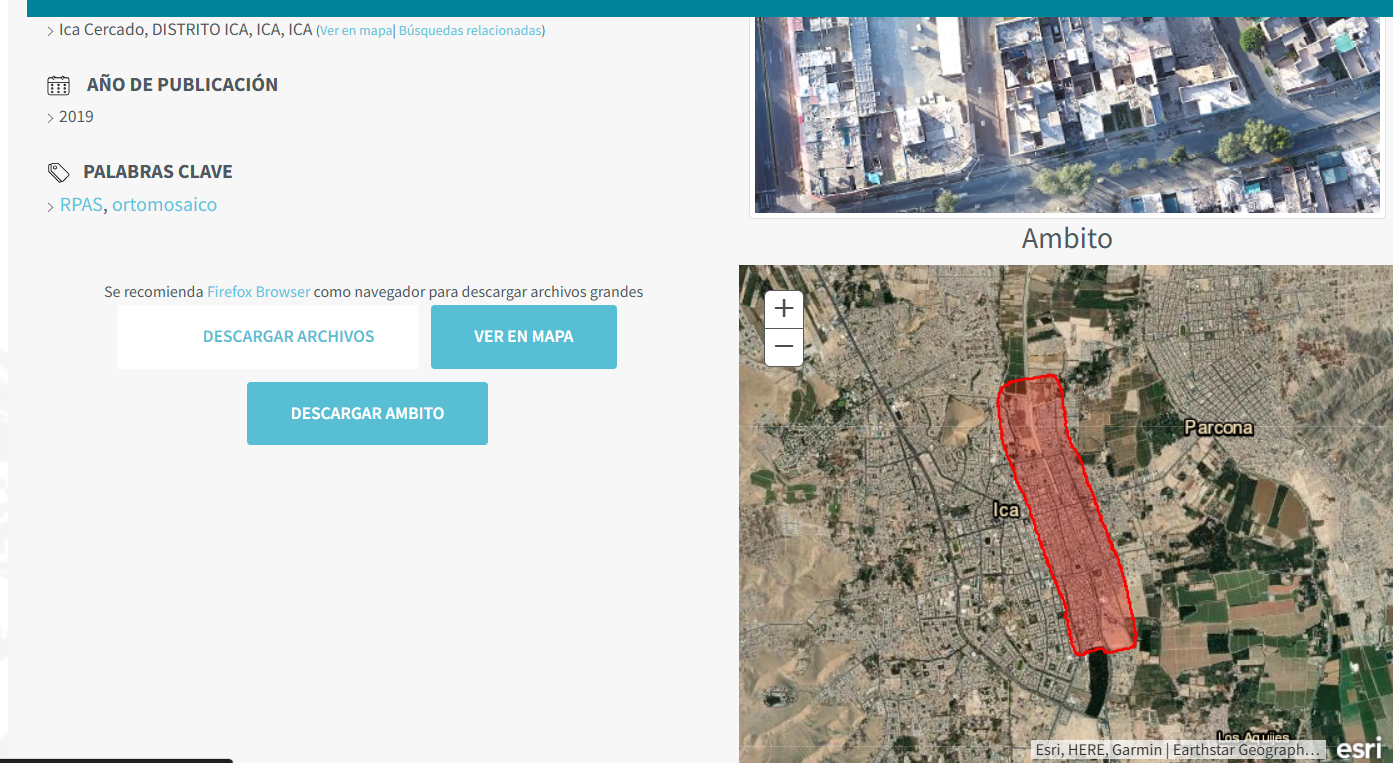 Ica Cercado, DISTRITO ICA, ICA, ICA (Ver en mapa| Búsquedas relacionadas)
AÑO DE PUBLICACIÓN
2019
PALABRAS CLAVE
RPAS, ortomosaico
Se recomienda Firefox Browser como navegador para descargar archivos grandes
DESCARGAR ARCHIVOS
VER EN MAPA
DESCARGAR AMBITO
Ambito
Parcona
Ica
Los Aquijes
Esri, HERE, Garmin | Earthstar Geograph…
esri